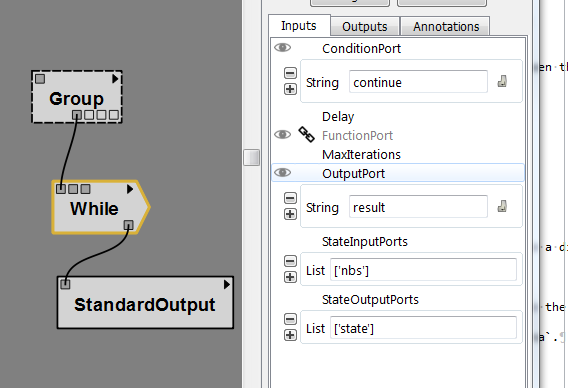 Inputs Outputs Annotations
ConditionPort
String continue
Delay
FunctionPort
MaxIterations
OutputPort
String result
StateInputPorts
List ['nbs']
StateOutputPorts
List ['state']
Group
While
StandardOutput
en·th
·a·di
·the
a`.¶